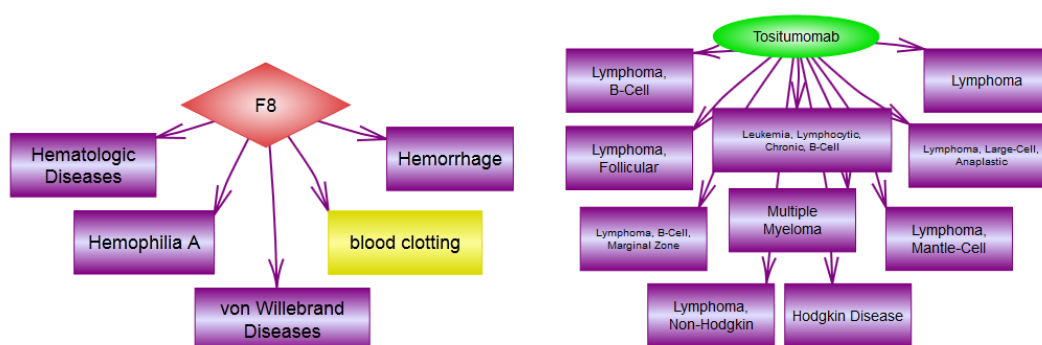 F8
Hematologic
Diseases
Hemorrhage
Hemophilia A
blood clotting
von Willebrand
Diseases
Tositumomab
Lymphoma,
B-Cell
Lymphoma
Leukemia, Lymphocytic,
Chronic, B-Cell
Lymphoma,
Follicular
Lymphoma, Large-Cell,
Anaplastic
Lymphoma, B-Cell,
Marginal Zone
Multiple
Myeloma
Lymphoma,
Mantle-Cell
Lymphoma,
Non-Hodgkin
Hodgkin Disease